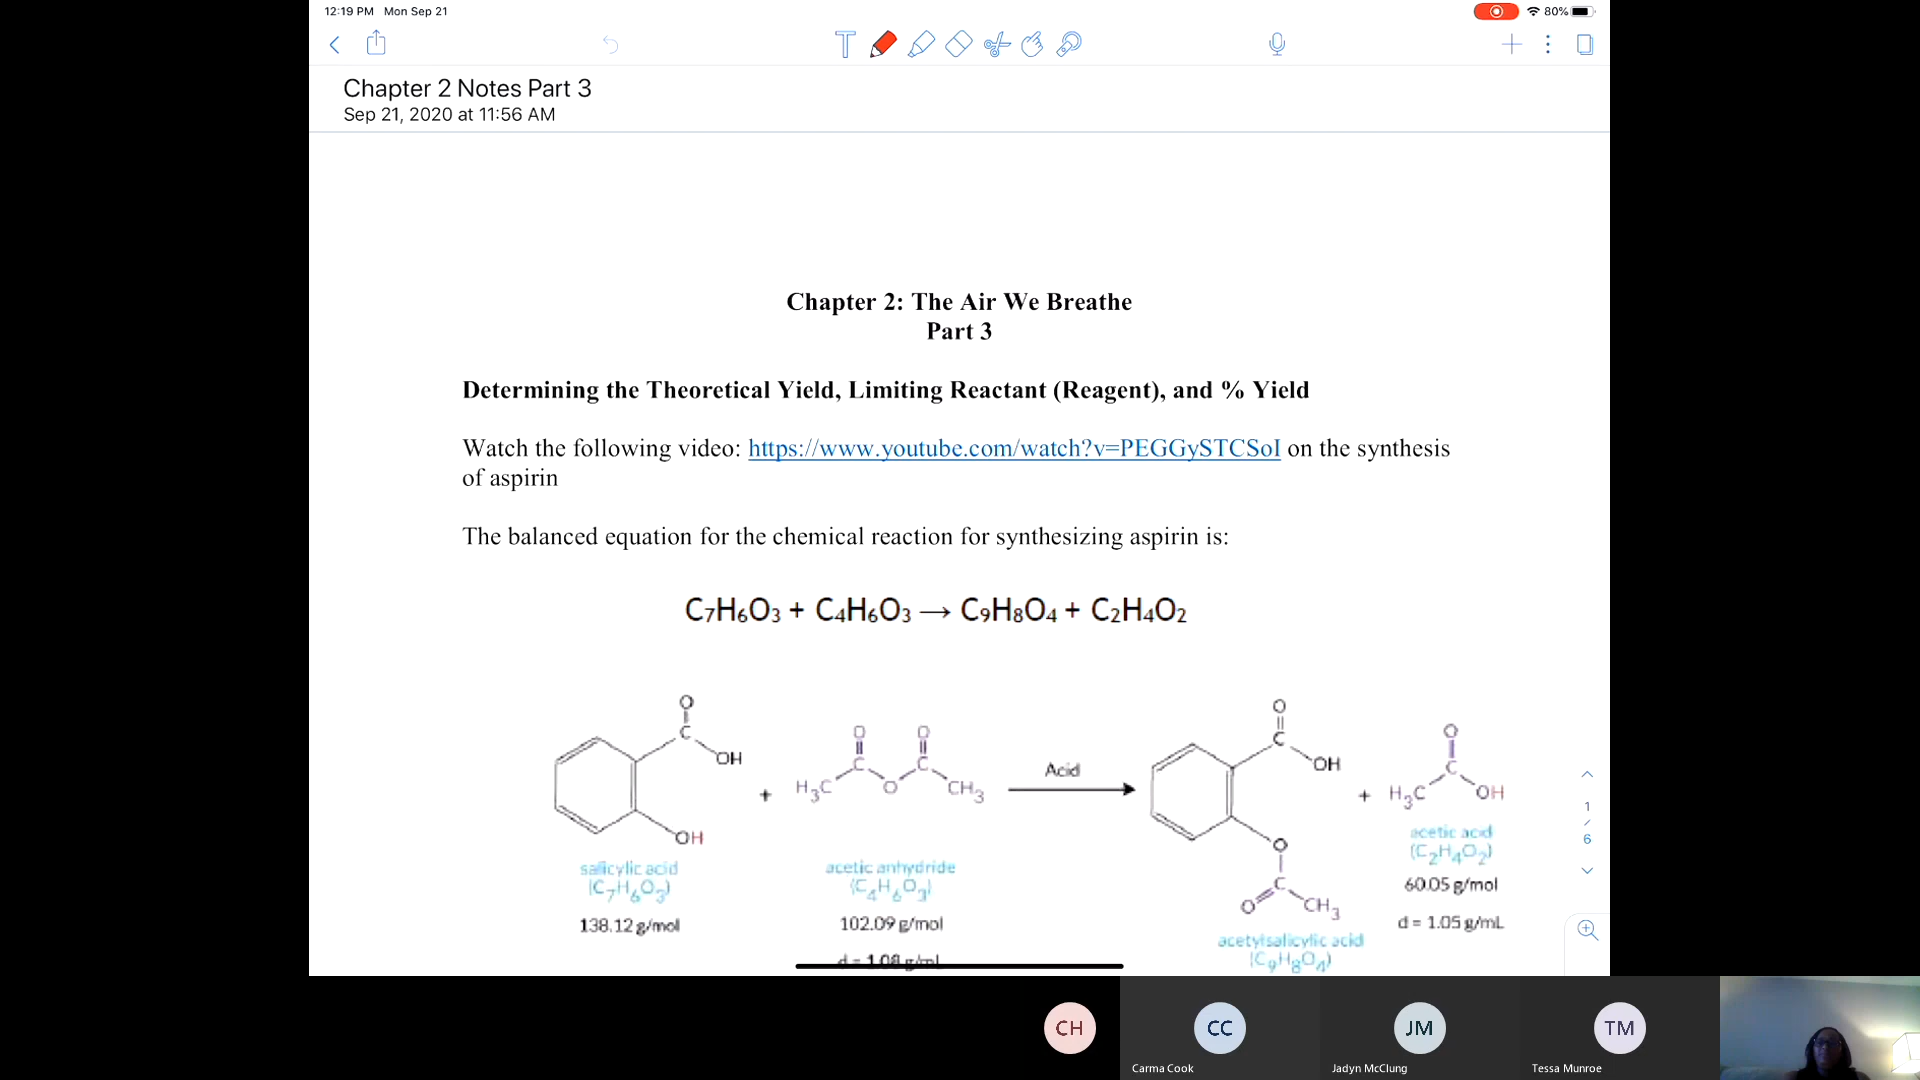 12:19 PM Mon Sep 21
80%
T
Chapter 2 Notes Part 3
Sep 21, 2020 at 11:56 AM
Chapter 2: The Air We Breathe
Part 3
Determining the Theoretical Yield, Limiting Reactant (Reagent), and % Yield
Watch the following video: https://www.youtube.com/watch?v=PEGGySTCSoI on the synthesis
of aspirin
The balanced equation for the chemical reaction for synthesizing aspirin is:
C₇H₆O₃ + C₄H₆O₃ → C₉H₈O₄ + C₂H₄O₂
O
C
OH
OH
salicylic acid
(C₇H₆O₃)
138.12 g/mol
+
O O
C C
H₃C O CH₃
acetic anhydride
(C₄H₆O₃)
102.09 g/mol
d = 1.08 g/mL
Acid
O
C
OH
O
C
O CH₃
acetylsalicylic acid
(C₉H₈O₄)
+
O
C
H₃C OH
acetic acid
(C₂H₄O₂)
60.05 g/mol
d = 1.05 g/mL
1
/
6
CH
CC
JM
TM
Carma Cook
Jadyn McClung
Tessa Munroe